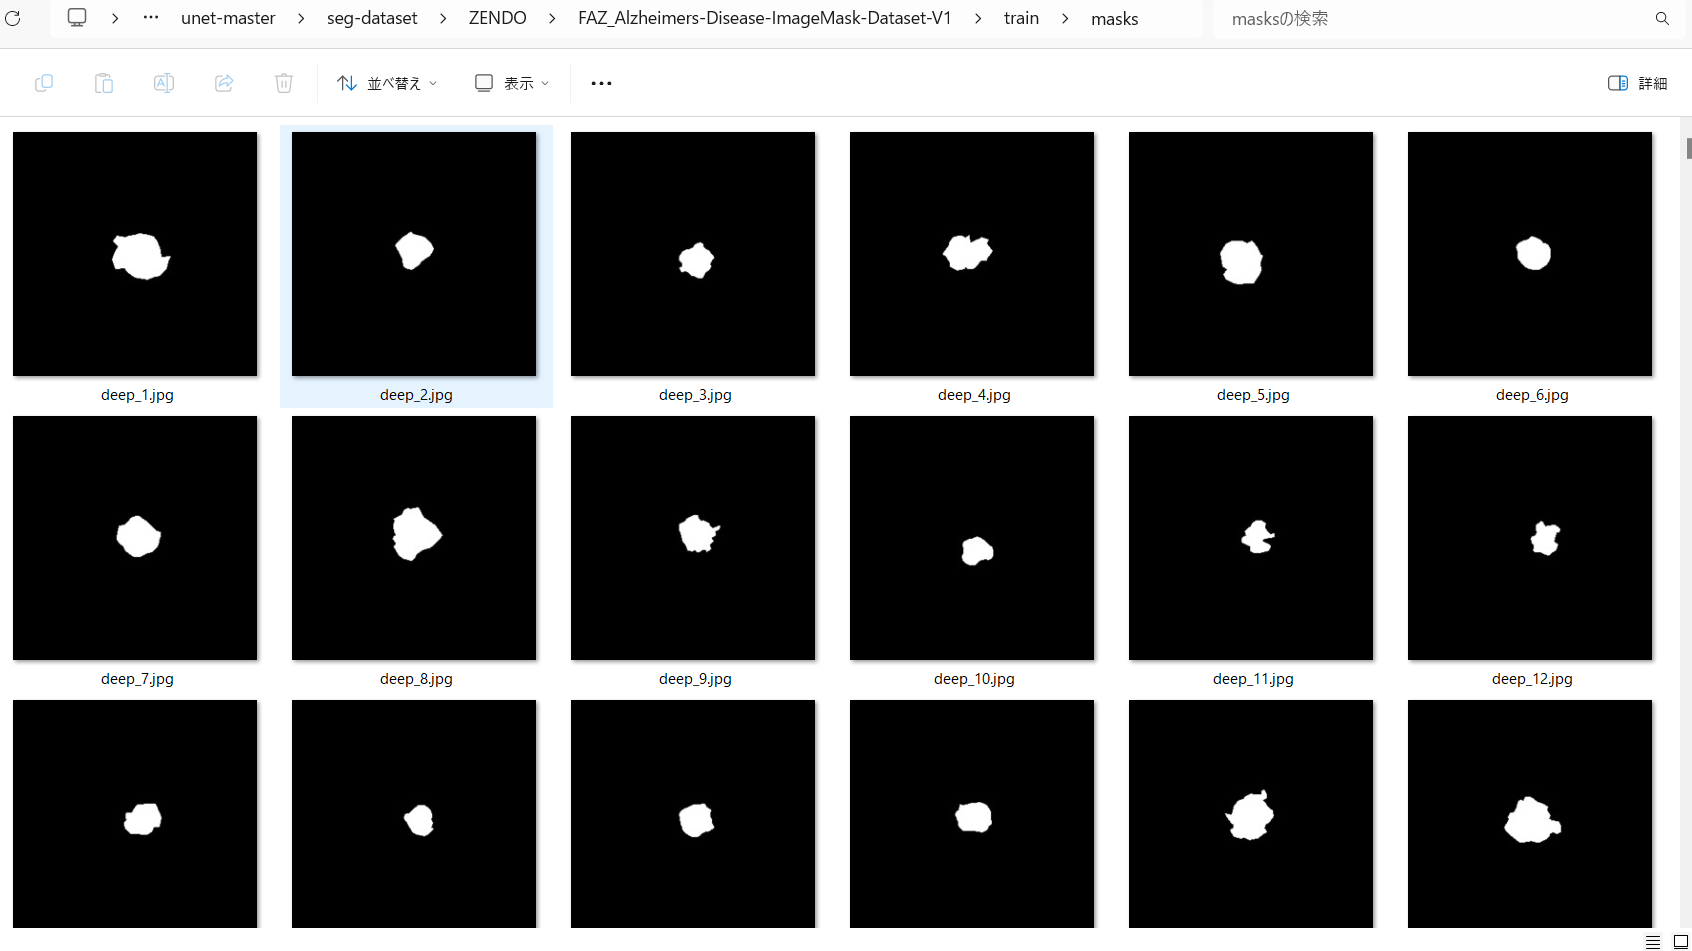 unet-master > seg-dataset > ZENDO > FAZ_Alzheimers-Disease-ImageMask-Dataset-V1 > train > masks
masksの検索
並べ替え 表示 詳細
deep_1.jpg deep_2.jpg deep_3.jpg deep_4.jpg deep_5.jpg deep_6.jpg
deep_7.jpg deep_8.jpg deep_9.jpg deep_10.jpg deep_11.jpg deep_12.jpg